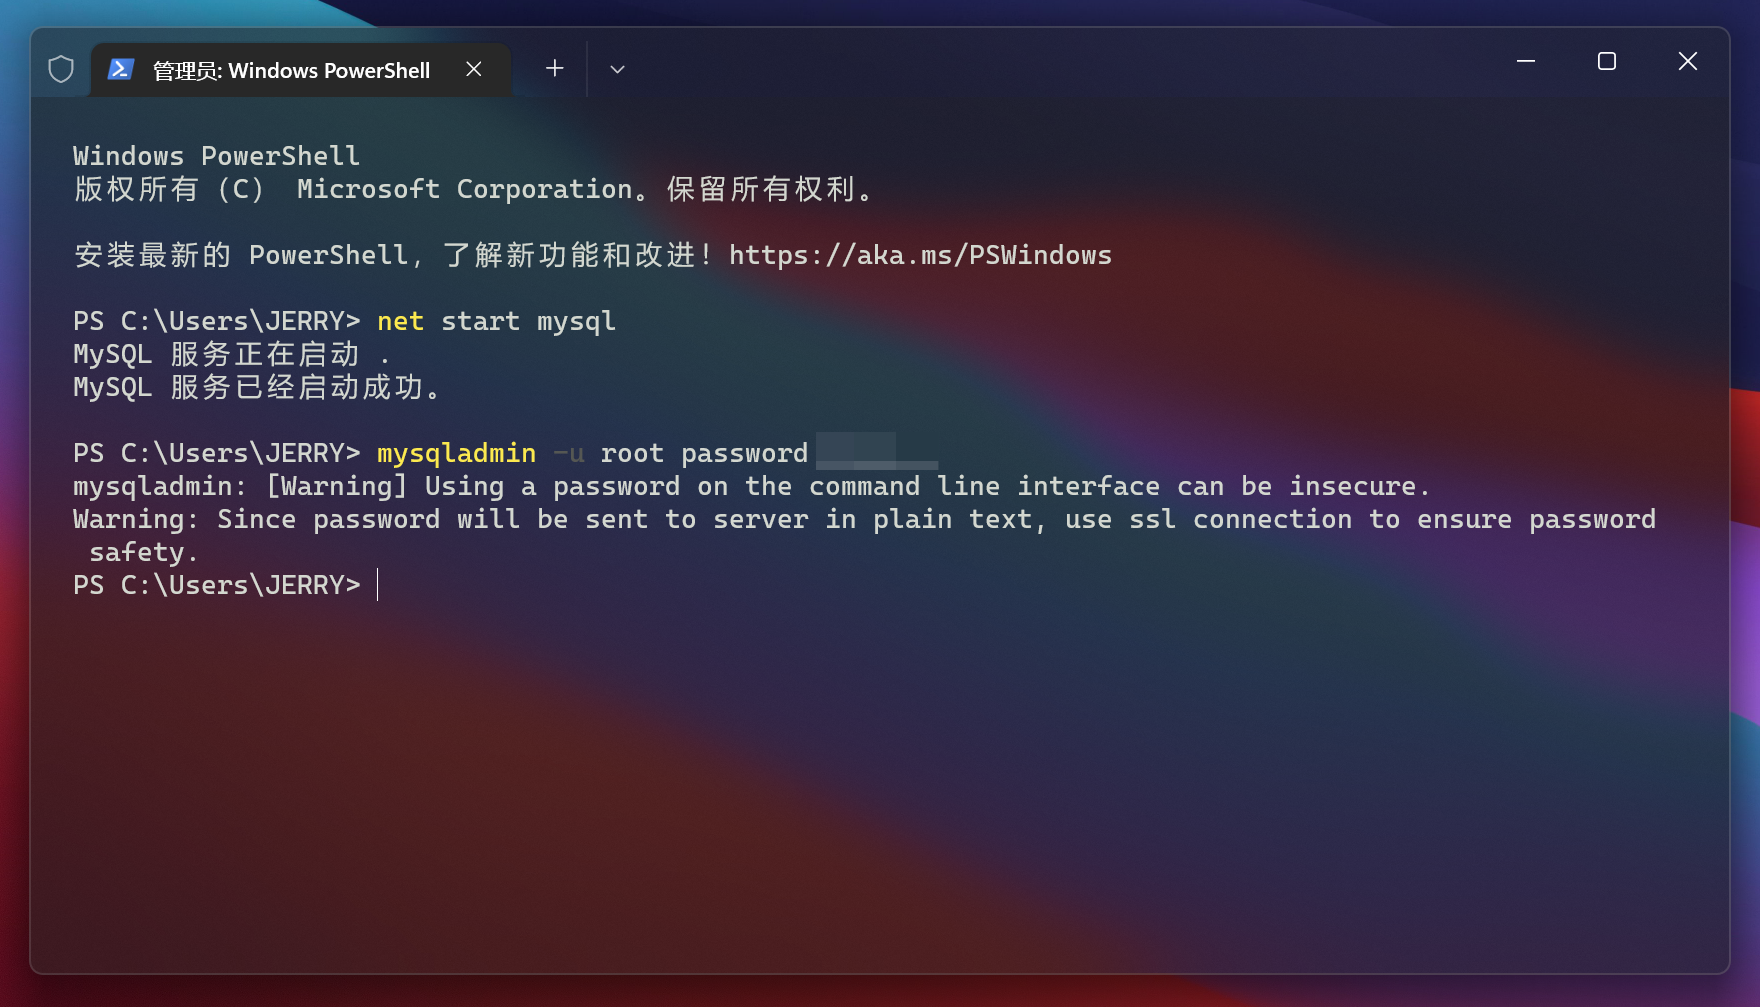 管理员: Windows PowerShell
Windows PowerShell
版权所有（C） Microsoft Corporation。保留所有权利。
安装最新的 PowerShell，了解新功能和改进！https://aka.ms/PSWindows
PS C:\Users\JERRY> net start mysql
MySQL 服务正在启动 .
MySQL 服务已经启动成功。
PS C:\Users\JERRY> mysqladmin -u root password
mysqladmin: [Warning] Using a password on the command line interface can be insecure.
Warning: Since password will be sent to server in plain text, use ssl connection to ensure password
safety.
PS C:\Users\JERRY>